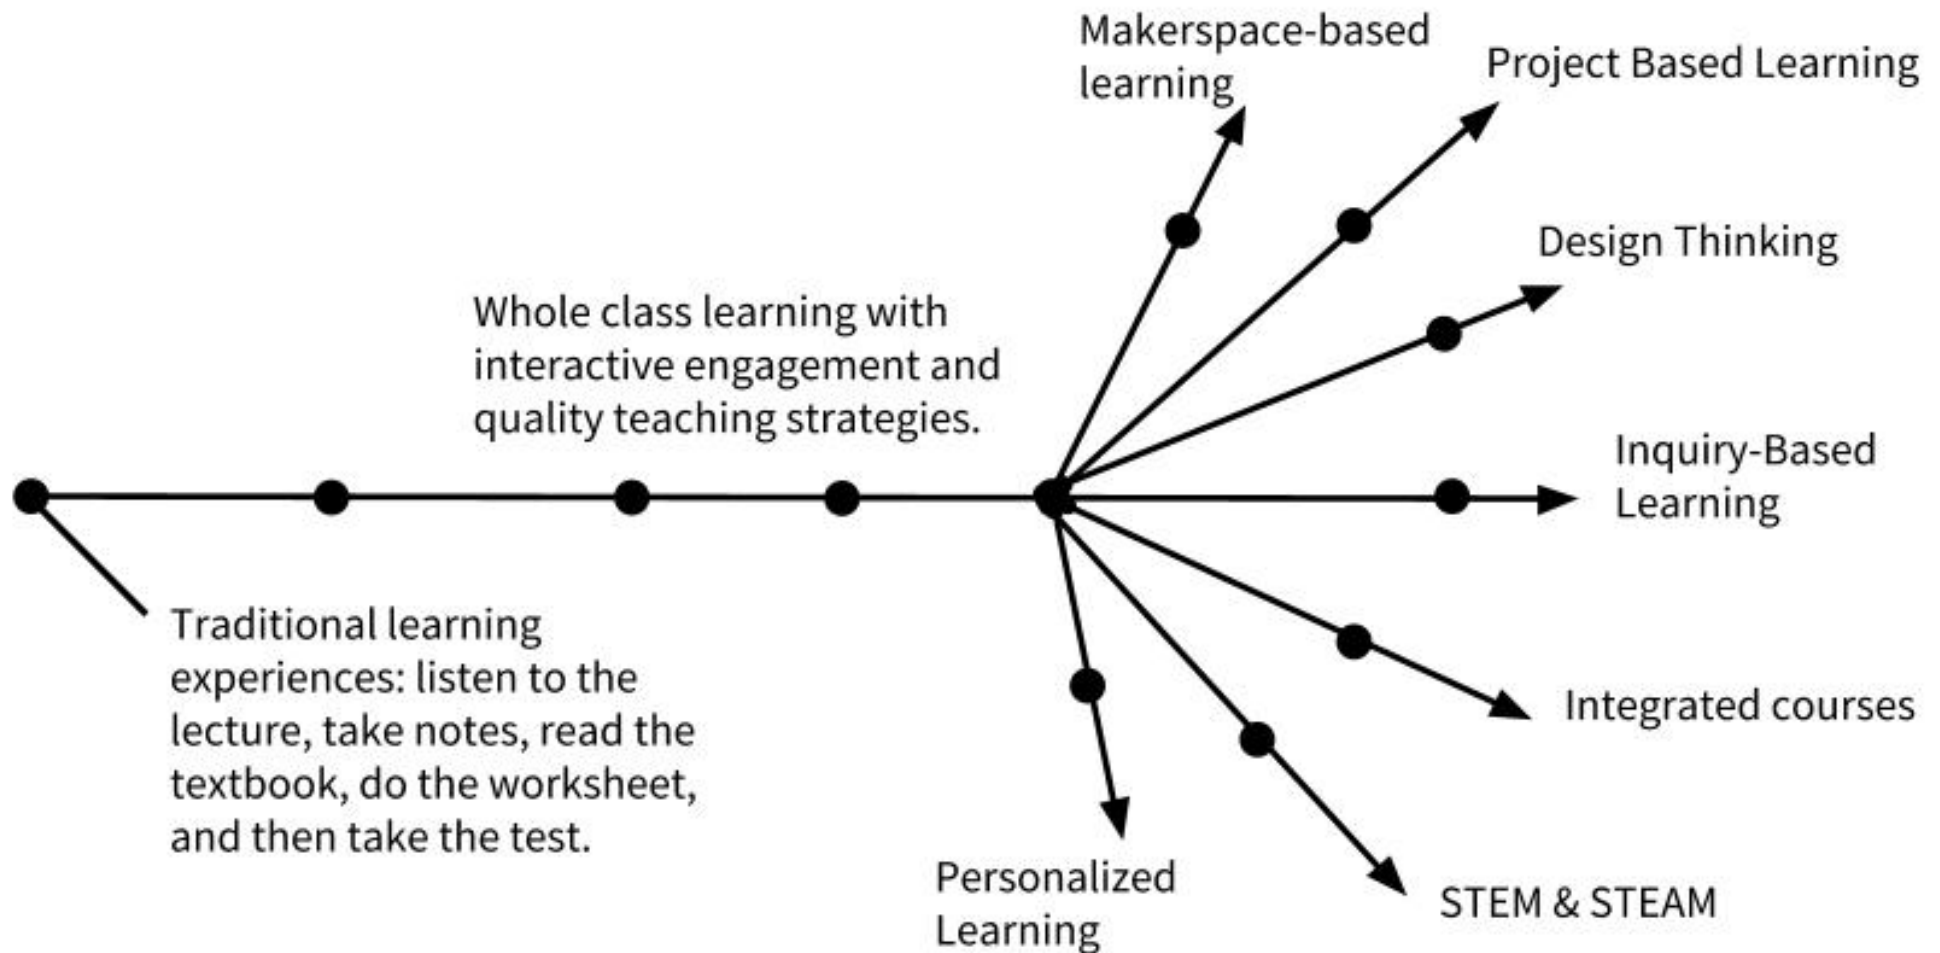 Makerspace-based
learning
Project Based Learning
Design Thinking
Whole class learning with
interactive engagement and
quality teaching strategies.
Inquiry-Based
Learning
Traditional learning
experiences: listen to the
lecture, take notes, read the
textbook, do the worksheet,
and then take the test.
Integrated courses
Personalized
Learning
STEM & STEAM